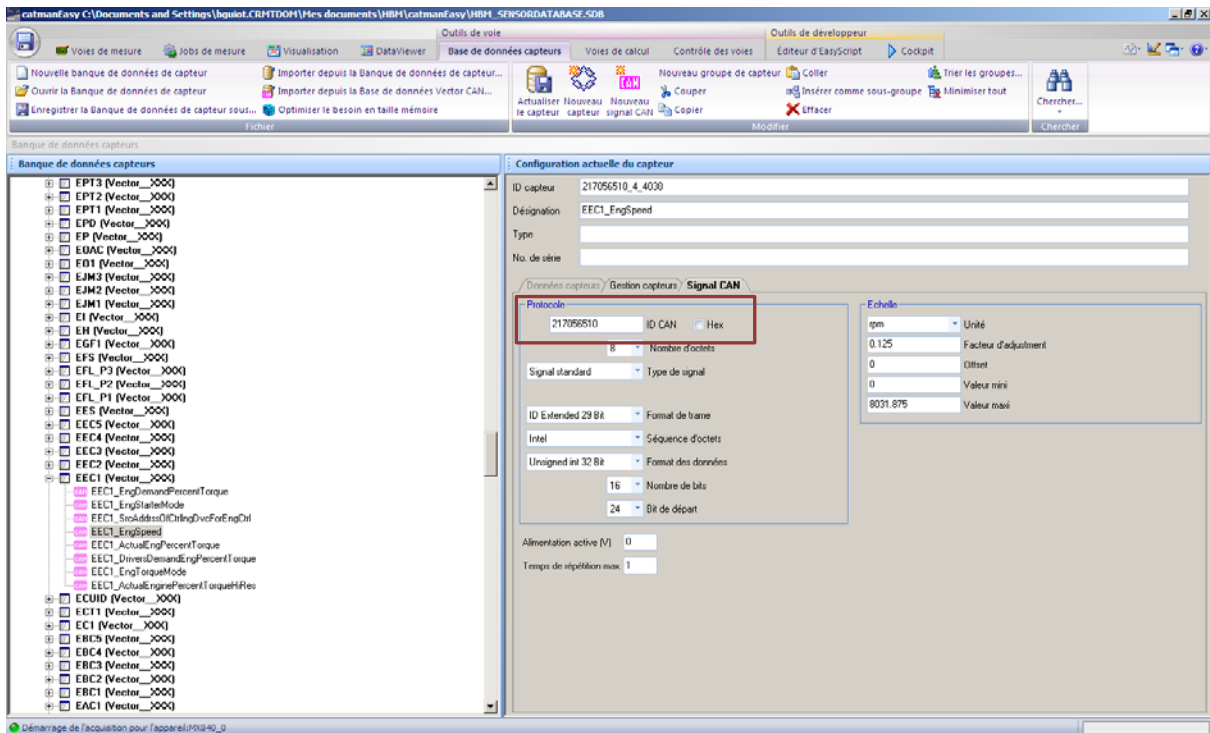 catmanEasy C:\Documents and Settings\bguiot.CRMTDOM\Mes documents\HBM\catmanEasy\HBM_SENSORDATABASE.SDB
Outils de voie
Outils de développeur
Voies de mesure
Jobs de mesure
Visualisation
DataViewer
Base de données capteurs
Voies de calcul
Contrôle des voies
Éditeur d'EasyScript
Cockpit
Nouvelle banque de données de capteur
Importer depuis la Banque de données de capteur...
Ouvrir la Banque de données de capteur
Importer depuis la Base de données Vector CAN...
Enregistrer la Banque de données de capteur sous...
Optimiser le besoin en taille mémoire
Fichier
Actualiser le capteur
Nouveau capteur
Nouveau signal CAN
Nouveau groupe de capteur
Couper
Copier
Coller
Insérer comme sous-groupe
Effacer
Trier les groupes...
Minimiser tout
Modifier
Chercher...
Chercher
Banque de données capteurs
Banque de données capteurs
EPT3 (Vector__XXX)
EPT2 (Vector__XXX)
EPT1 (Vector__XXX)
EPD (Vector__XXX)
EP (Vector__XXX)
EOAC (Vector__XXX)
EO1 (Vector__XXX)
EJM3 (Vector__XXX)
EJM2 (Vector__XXX)
EJM1 (Vector__XXX)
EI (Vector__XXX)
EH (Vector__XXX)
EGF1 (Vector__XXX)
EFS (Vector__XXX)
EFL_P3 (Vector__XXX)
EFL_P2 (Vector__XXX)
EFL_P1 (Vector__XXX)
EES (Vector__XXX)
EEC5 (Vector__XXX)
EEC4 (Vector__XXX)
EEC3 (Vector__XXX)
EEC2 (Vector__XXX)
EEC1 (Vector__XXX)
EEC1_EngDemandPercentTorque
EEC1_EngStarterMode
EEC1_SrcAddrssOfCtrllngDvcForEngCtrl
EEC1_EngSpeed
EEC1_ActualEngPercentTorque
EEC1_DriversDemandEngPercentTorque
EEC1_EngTorqueMode
EEC1_ActualEnginePercentTorqueHiRes
ECUID (Vector__XXX)
ECT1 (Vector__XXX)
EC1 (Vector__XXX)
EBC5 (Vector__XXX)
EBC4 (Vector__XXX)
EBC3 (Vector__XXX)
EBC2 (Vector__XXX)
EBC1 (Vector__XXX)
EAC1 (Vector__XXX)
Configuration actuelle du capteur
ID capteur 217056510_4_4038
Désignation EEC1_EngSpeed
Type
No. de série
Données capteurs
Gestion capteurs
Signal CAN
Protocole
217056510 ID CAN Hex
8 Nombre d'octets
Signal standard Type de signal
ID Extended 29 Bit Format de trame
Intel Séquence d'octets
Unsigned int 32 Bit Format des données
16 Nombre de bits
24 Bit de départ
Alimentation active (V) 0
Temps de répétition max. 1
Echelle
rpm Unité
0.125 Facteur d'adjustment
0 Offset
0 Valeur mini
8031.875 Valeur maxi
Démarrage de l'acquisition pour l'appareil:MX840_0